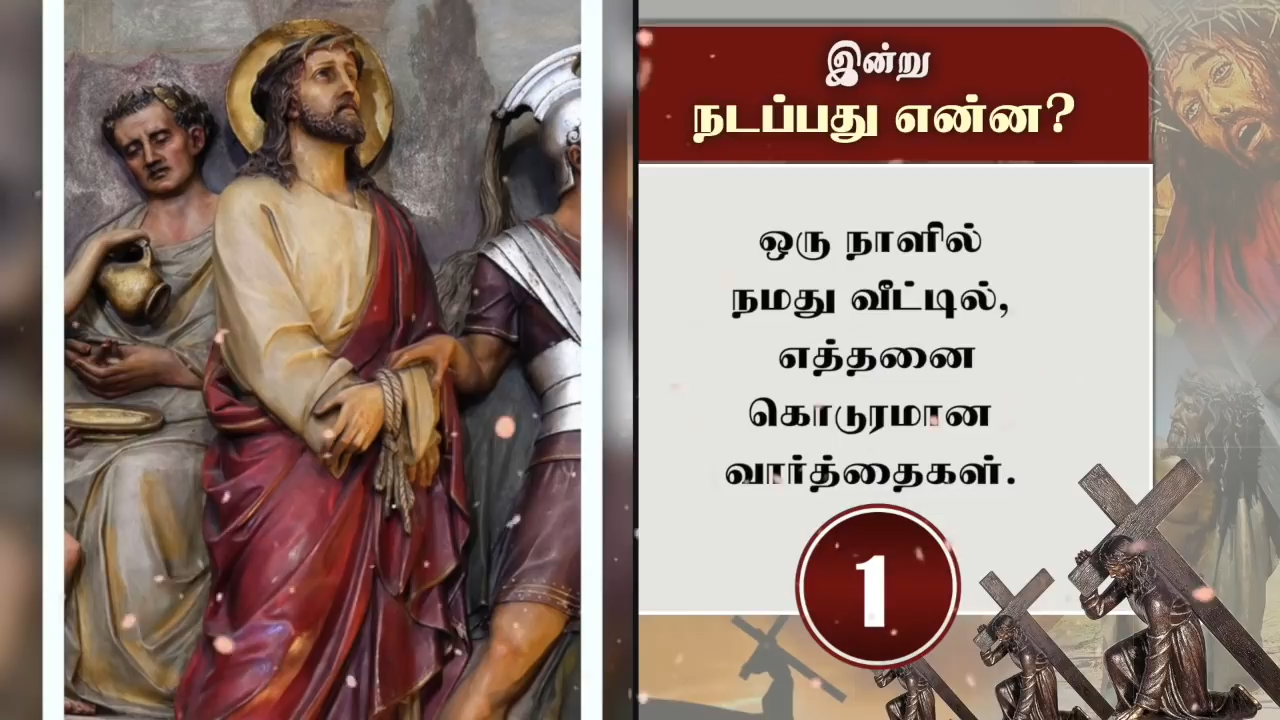 இன்று
நடப்பது என்ன?
ஒரு நாளில்
நமது வீட்டில்,
எத்தனை
கொடுரமான
வார்த்தைகள்.
1